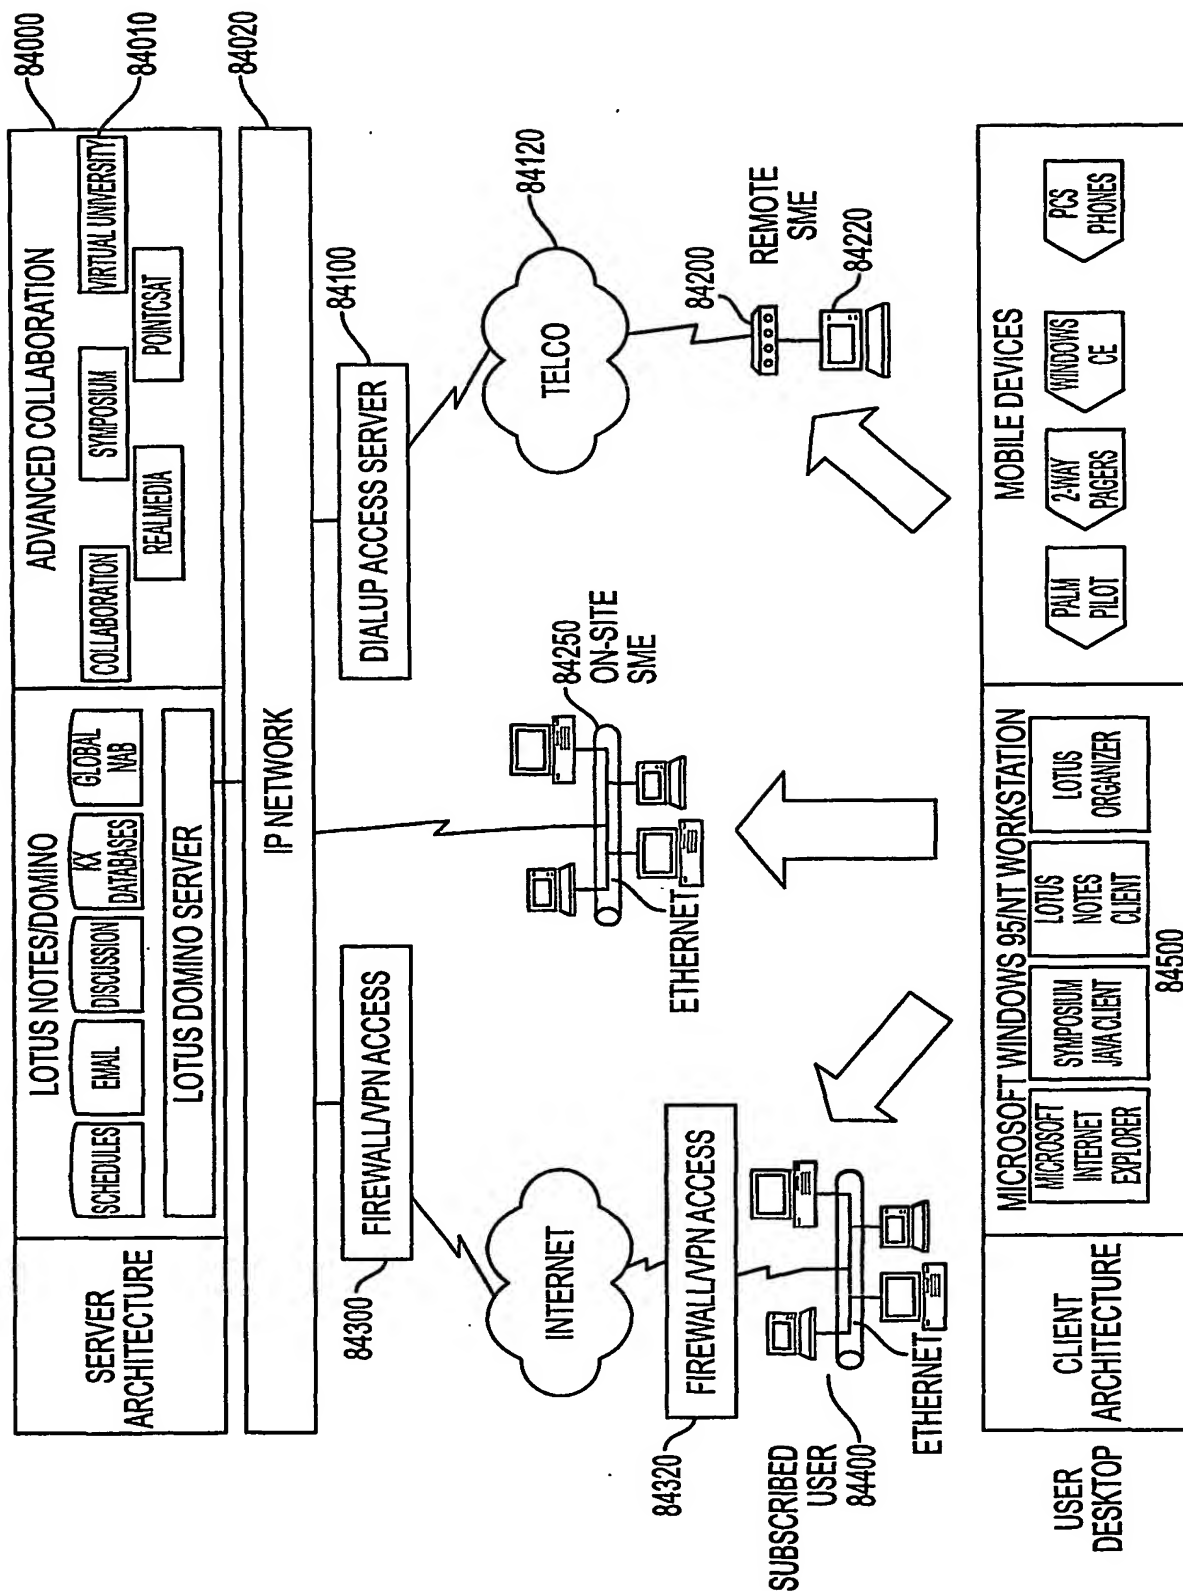 84000
84010
84020
SERVER
ARCHITECTURE
LOTUS NOTES/DOMINO
SCHEDULES
EMAIL
DISCUSSION
KX
DATABASES
GLOBAL
NAB
LOTUS DOMINO SERVER
ADVANCED COLLABORATION
COLLABORATION
REALMEDIA
SYMPOSIUM
POINTCSAT
VIRTUAL UNIVERSITY
IP NETWORK
84300
FIREWALL/VPN ACCESS
DIALUP ACCESS SERVER
84100
INTERNET
TELCO
84120
84320
FIREWALL/VPN ACCESS
ETHERNET
84250
ON-SITE
SME
84200
REMOTE
SME
84220
SUBSCRIBED
USER
84400
ETHERNET
USER
DESKTOP
CLIENT
ARCHITECTURE
MICROSOFT WINDOWS 95/NT WORKSTATION
MICROSOFT
INTERNET
EXPLORER
SYMPOSIUM
JAVA CLIENT
LOTUS
NOTES
CLIENT
LOTUS
ORGANIZER
84500
MOBILE DEVICES
PALM
PILOT
2-WAY
PAGERS
WINDOWS
CE
PCS
PHONES